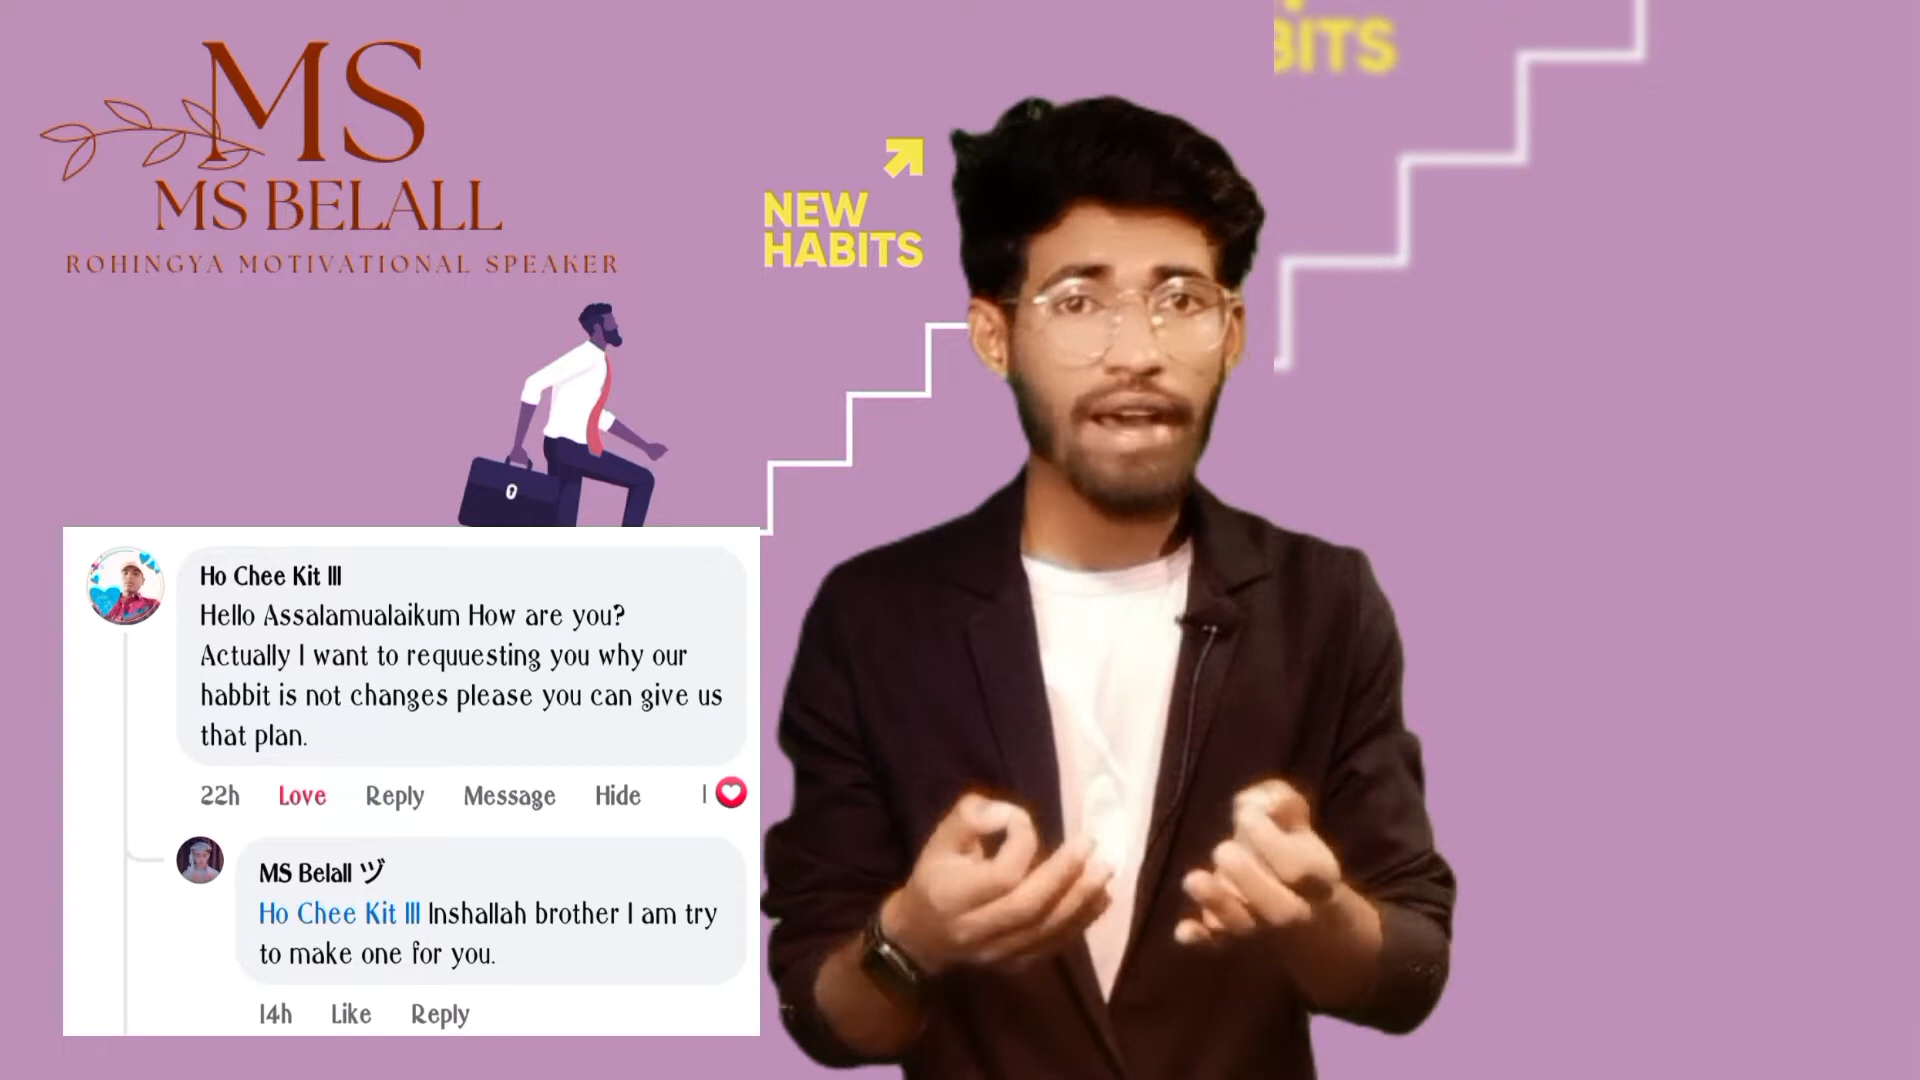 MS
MS BELALL
ROHINGYA MOTIVATIONAL SPEAKER
NEW
HABITS
BITS
Ho Chee Kit III
Hello Assalamualaikum How are you?
Actually I want to requuesting you why our
habbit is not changes please you can give us
that plan.
22h Love Reply Message Hide 1
MS Belall ツ
Ho Chee Kit III Inshallah brother I am try
to make one for you.
14h Like Reply